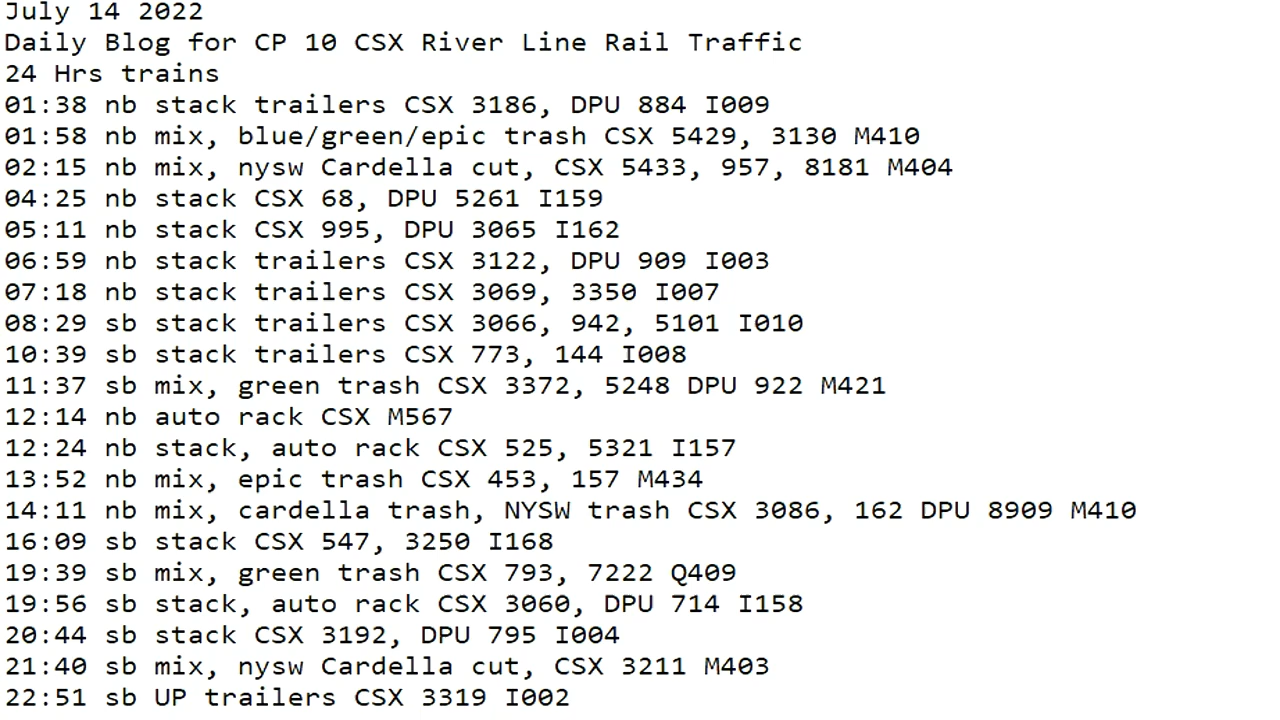 July 14 2022
Daily Blog for CP 10 CSX River Line Rail Traffic
24 Hrs trains
01:38 nb stack trailers CSX 3186, DPU 884 I009
01:58 nb mix, blue/green/epic trash CSX 5429, 3130 M410
02:15 nb mix, nysw Cardella cut, CSX 5433, 957, 8181 M404
04:25 nb stack CSX 68, DPU 5261 I159
05:11 nb stack CSX 995, DPU 3065 I162
06:59 nb stack trailers CSX 3122, DPU 909 I003
07:18 nb stack trailers CSX 3069, 3350 I007
08:29 sb stack trailers CSX 3066, 942, 5101 I010
10:39 sb stack trailers CSX 773, 144 I008
11:37 sb mix, green trash CSX 3372, 5248 DPU 922 M421
12:14 nb auto rack CSX M567
12:24 nb stack, auto rack CSX 525, 5321 I157
13:52 nb mix, epic trash CSX 453, 157 M434
14:11 nb mix, cardella trash, NYSW trash CSX 3086, 162 DPU 8909 M410
16:09 sb stack CSX 547, 3250 I168
19:39 sb mix, green trash CSX 793, 7222 Q409
19:56 sb stack, auto rack CSX 3060, DPU 714 I158
20:44 sb stack CSX 3192, DPU 795 I004
21:40 sb mix, nysw Cardella cut, CSX 3211 M403
22:51 sb UP trailers CSX 3319 I002